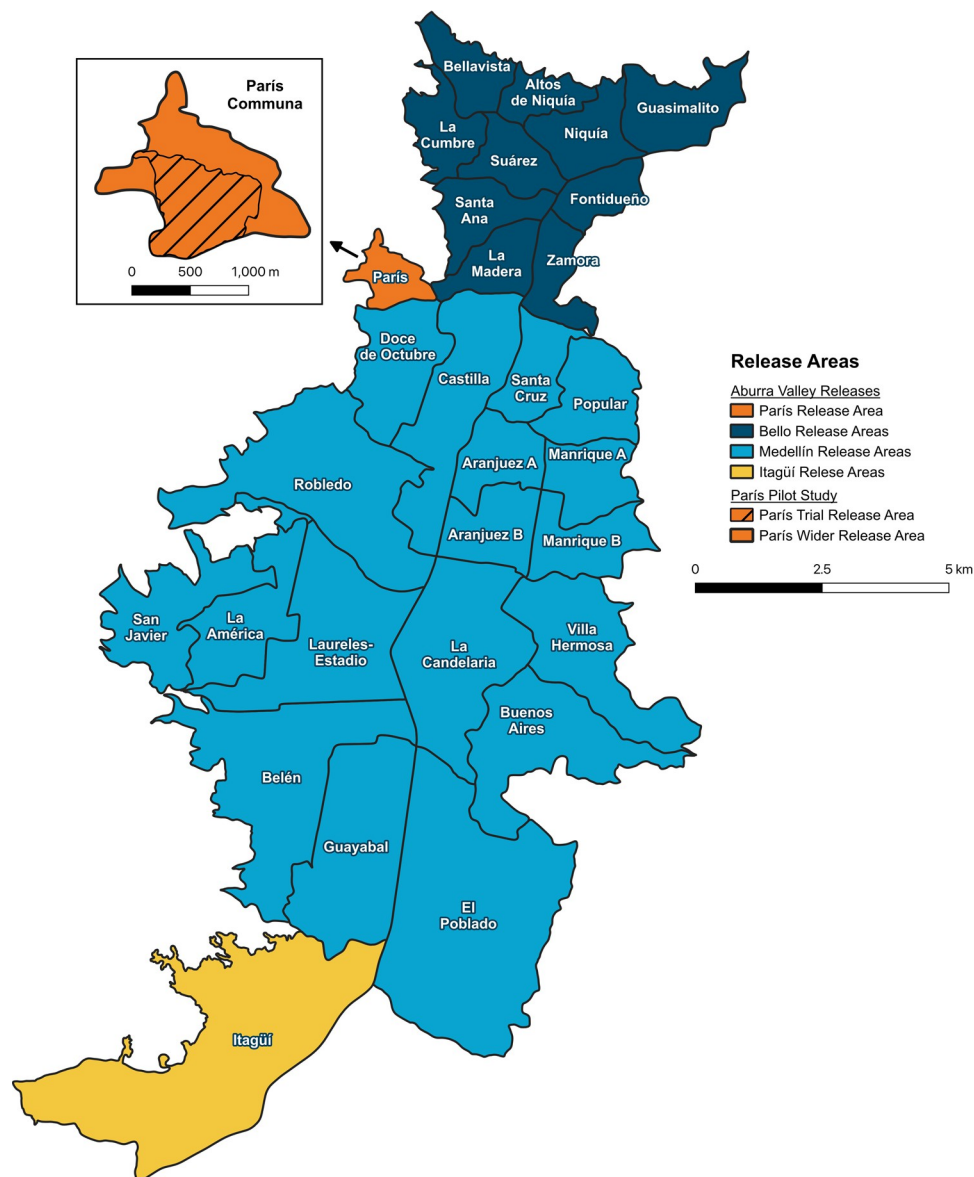 París
Communa
0 500 1,000 m
Bellavista
Altos
de Niquía
Guasimalito
La
Cumbre
Niquía
Suárez
Santa
Ana
Fontidueño
La
Madera
Zamora
París
Doce
de Octubre
Castilla
Santa
Cruz
Popular
Aranjuez A
Manrique A
Robledo
Aranjuez B
Manrique B
San
Javier
La
América
Laureles-
Estadio
La
Candelaria
Villa
Hermosa
Buenos
Aires
Belén
Guayabal
El
Poblado
Itagüí
Release Areas
Aburra Valley Releases
París Release Area
Bello Release Areas
Medellín Release Areas
Itagüí Relese Areas
París Pilot Study
París Trial Release Area
París Wider Release Area
0 2.5 5 km